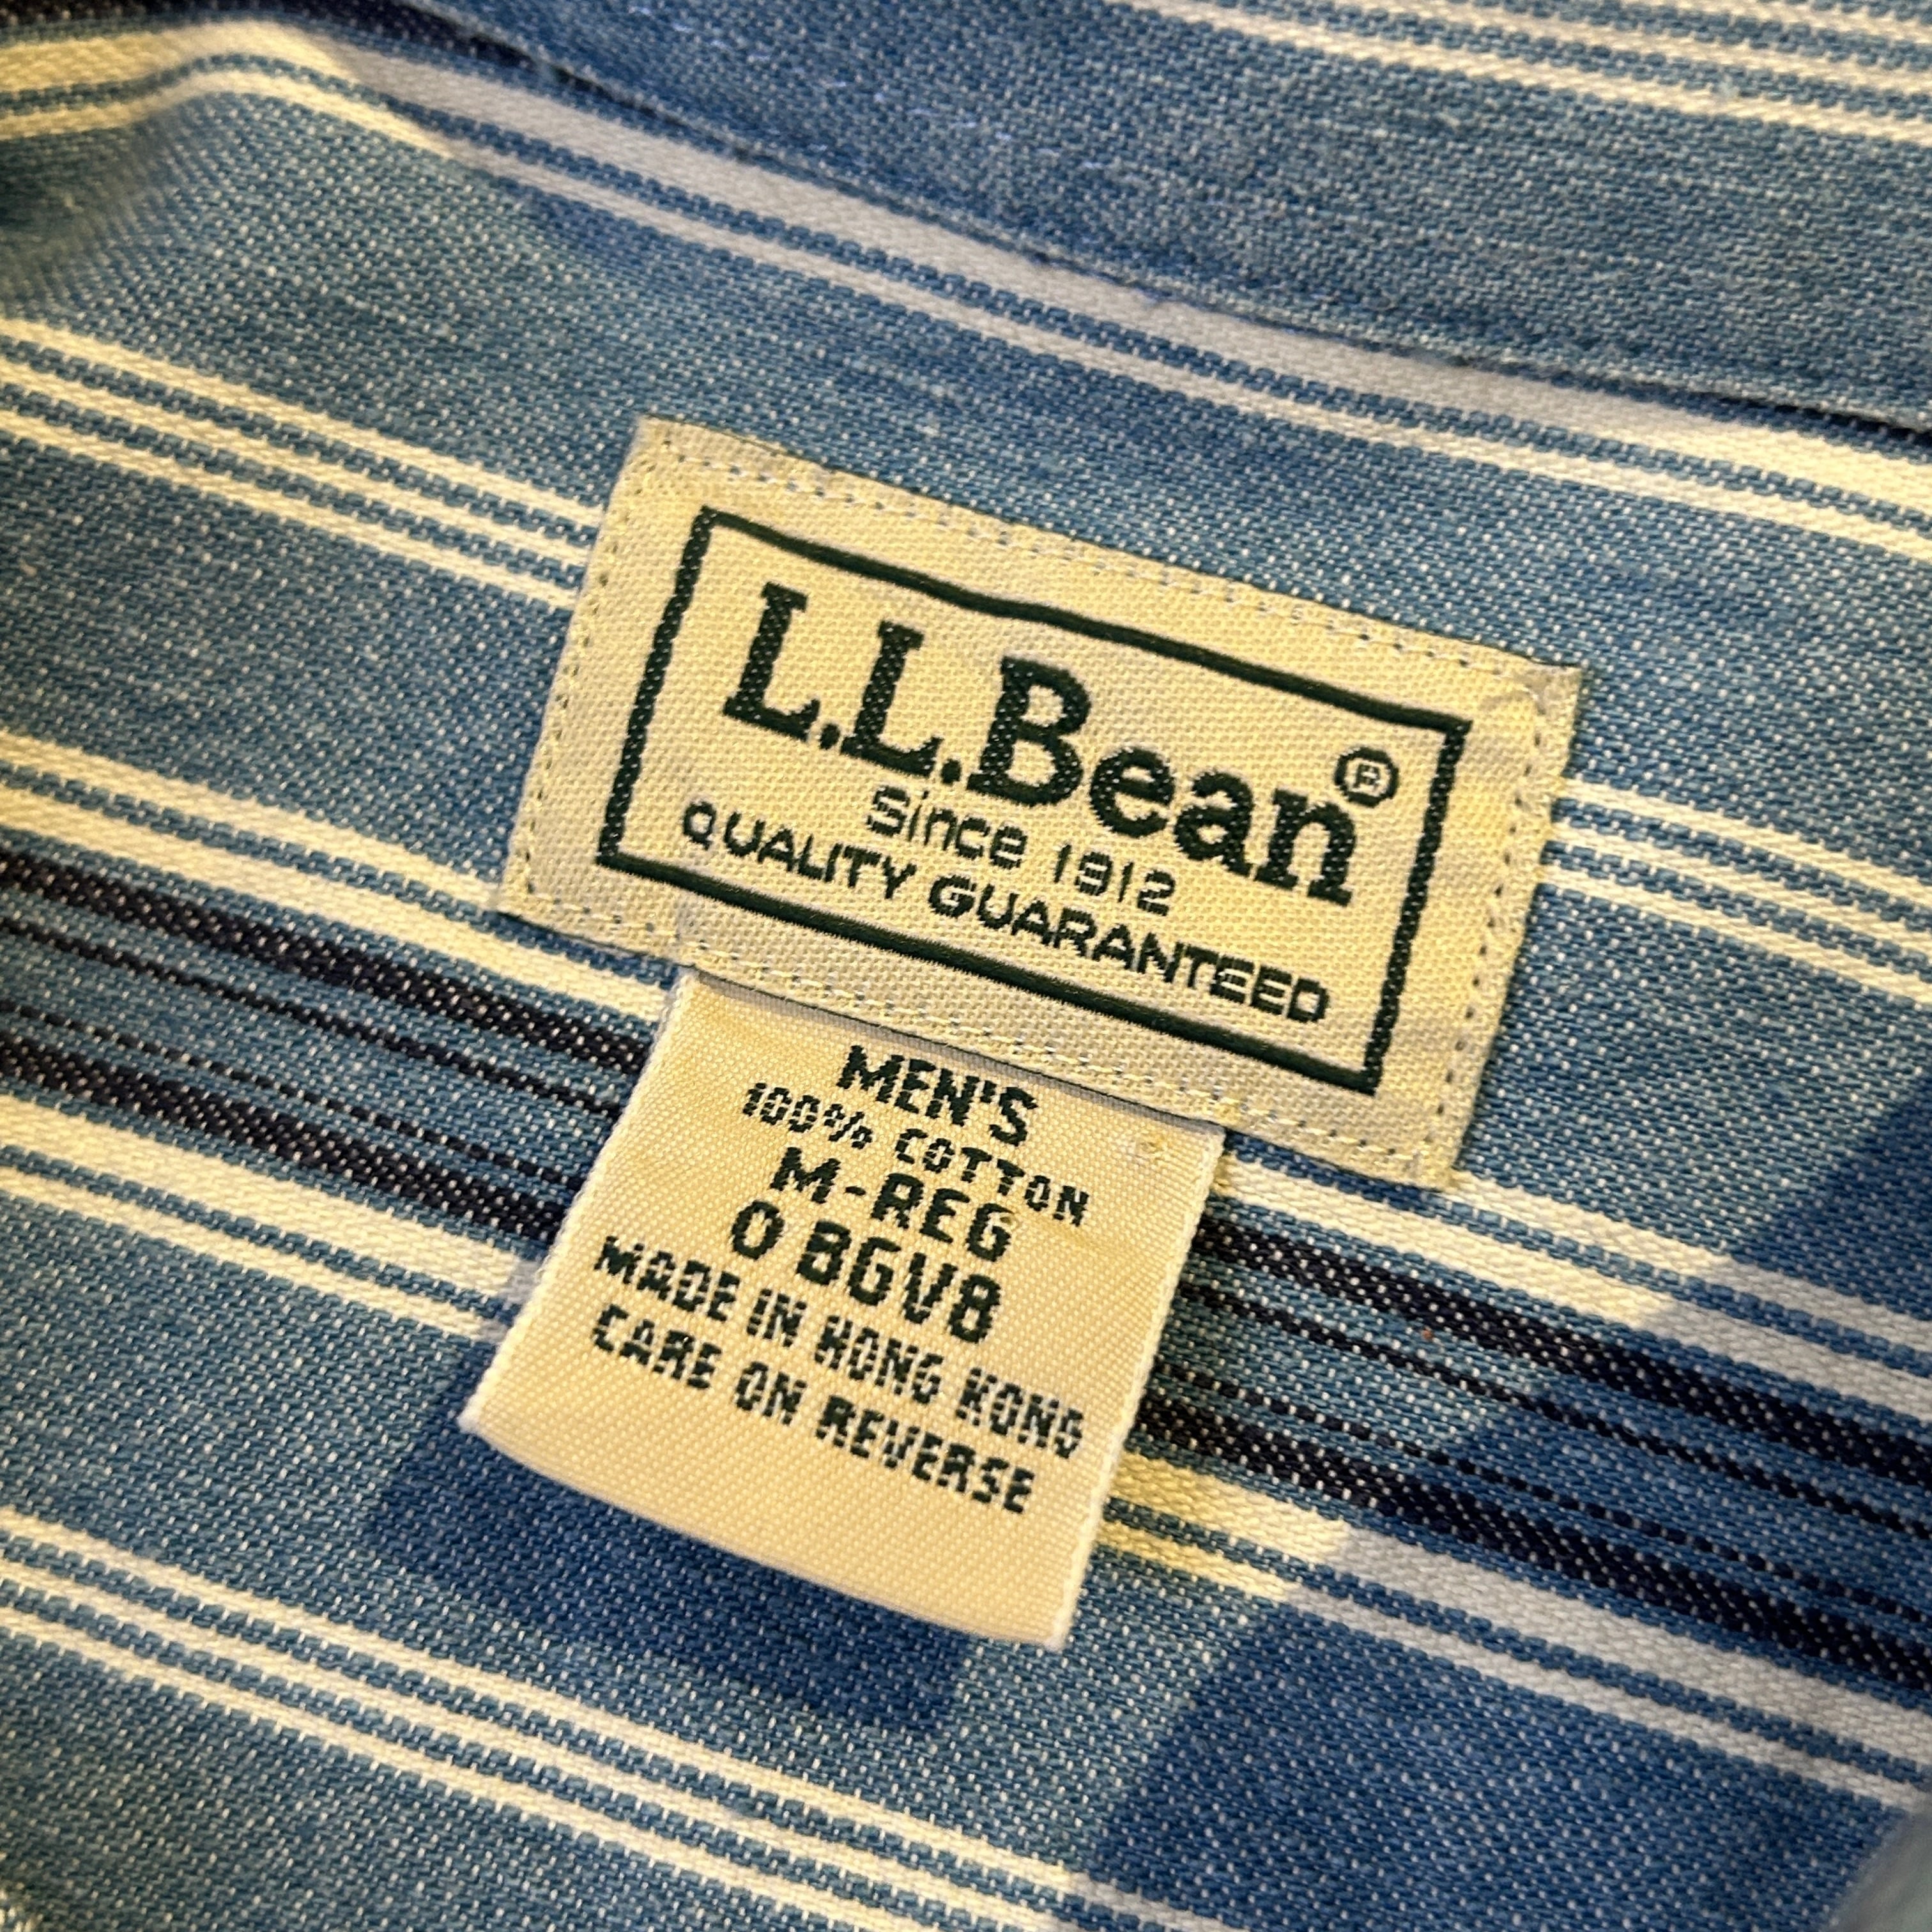 L.L.Bean®
Since 1912
QUALITY GUARANTEED
MEN'S
100% COTTON
M-REG
0 BGV8
MADE IN HONG KONG
CARE ON REVERSE